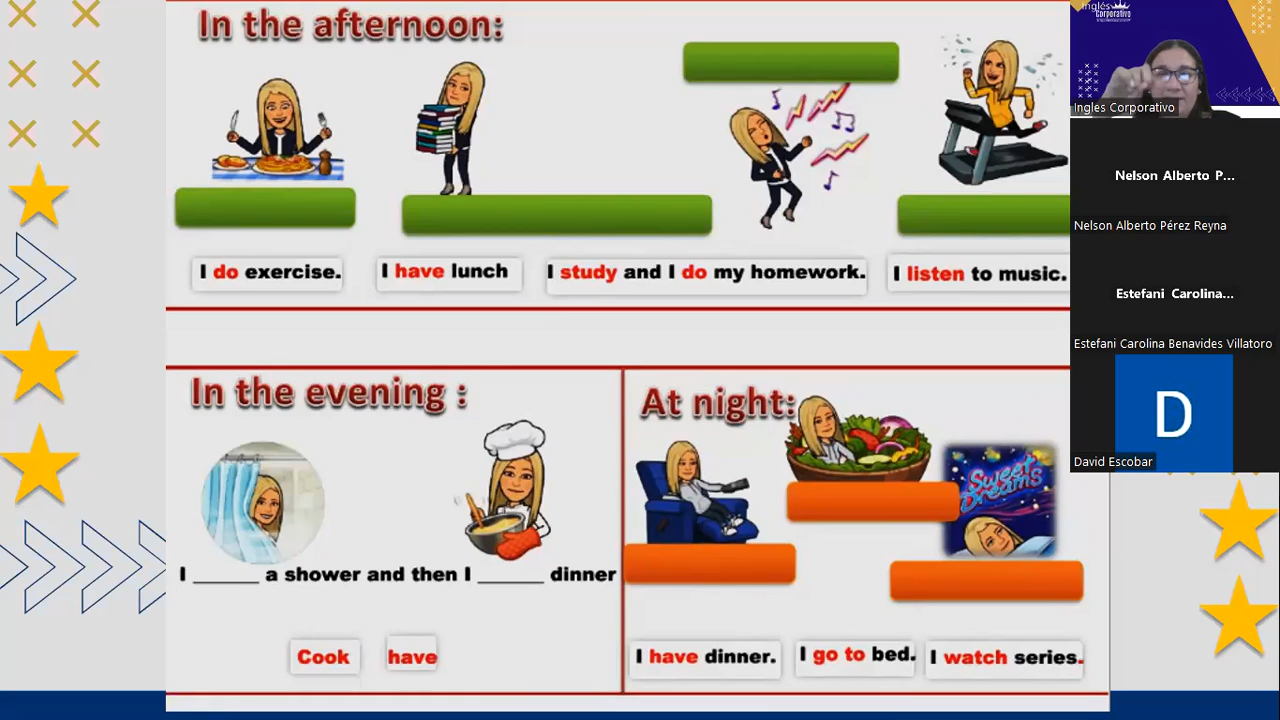 In the afternoon:
I do exercise.
I have lunch
I study and I do my homework.
I listen to music.
In the evening :
I ______ a shower and then I ______ dinner
Cook
have
At night:
Sweet
Dreams
I have dinner.
I go to bed.
I watch series.
Inglés
Corporativo
Ingles Corporativo
Nelson Alberto P...
Nelson Alberto Pérez Reyna
Estefani Carolina...
Estefani Carolina Benavides Villatoro
D
David Escobar